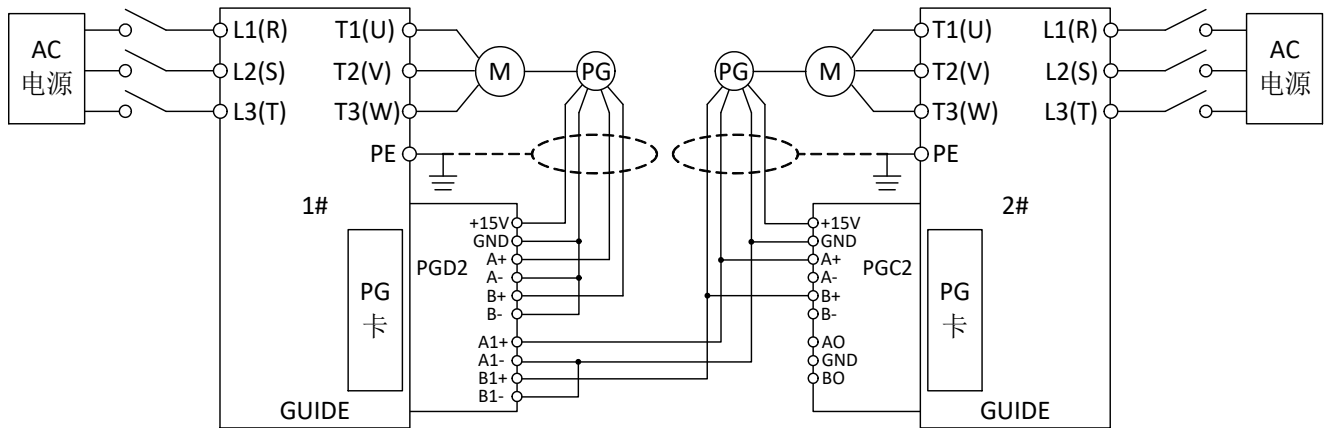 AC
电源
L1(R)
L2(S)
L3(T)
T1(U)
T2(V)
T3(W)
PE
M
PG
1#
PG
卡
GUIDE
PGD2
+15V
GND
A+
A-
B+
B-
A1+
A1-
B1+
B1-
PG
M
T1(U)
T2(V)
T3(W)
PE
L1(R)
L2(S)
L3(T)
AC
电源
2#
PGC2
+15V
GND
A+
A-
B+
B-
AO
GND
BO
PG
卡
GUIDE